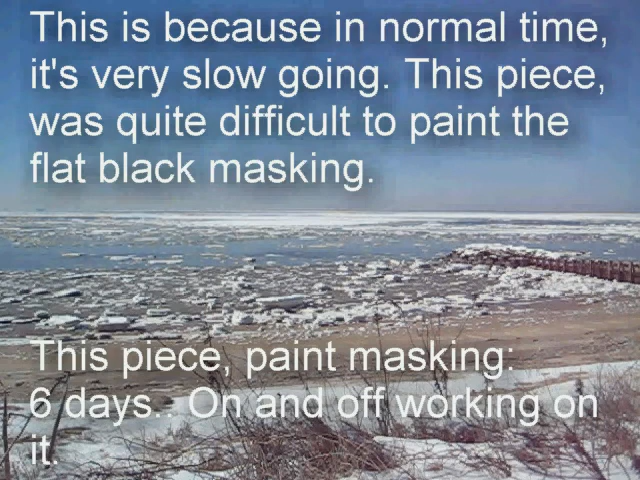 This is because in normal time,
it's very slow going. This piece,
was quite difficult to paint the
flat black masking.
This piece, paint masking:
6 days.. On and off working on
it.